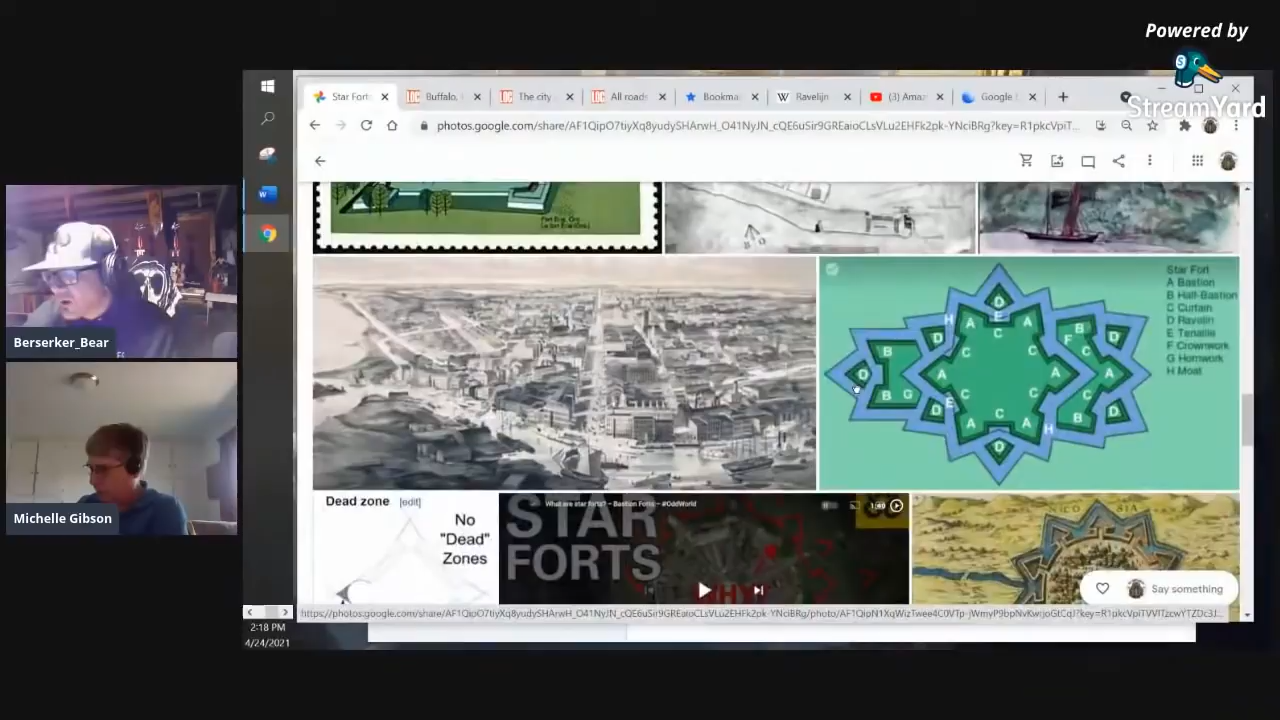 Powered by
StreamYard
Star Forts
Buffalo,
The city
All roads
Bookma
Ravelijn
(3) Amaz
Google
photos.google.com/share/AF1QipO7tiyXq8yudySHArwH_O41NyJN_cQE6uSir9GREaioCLsVLu2EHFk2pk-YNciBRg?key=R1pkcVpiT...
Berserker_Bear
Michelle Gibson
Star Fort
A Bastion
B Half-Bastion
C Curtain
D Ravelin
E Tenaille
F Crownwork
G Hornwork
H Moat
D
E
H A A
C
B D C C F B D
C
O A A A
B G E C C C
D A C A H B D
D
Dead zone [edit]
No
"Dead"
Zones
What are star forts? – Bastion Forts – #OddWorld
STAR
FORTS
WHY
NICOSIA
Say something
2:18 PM
4/24/2021